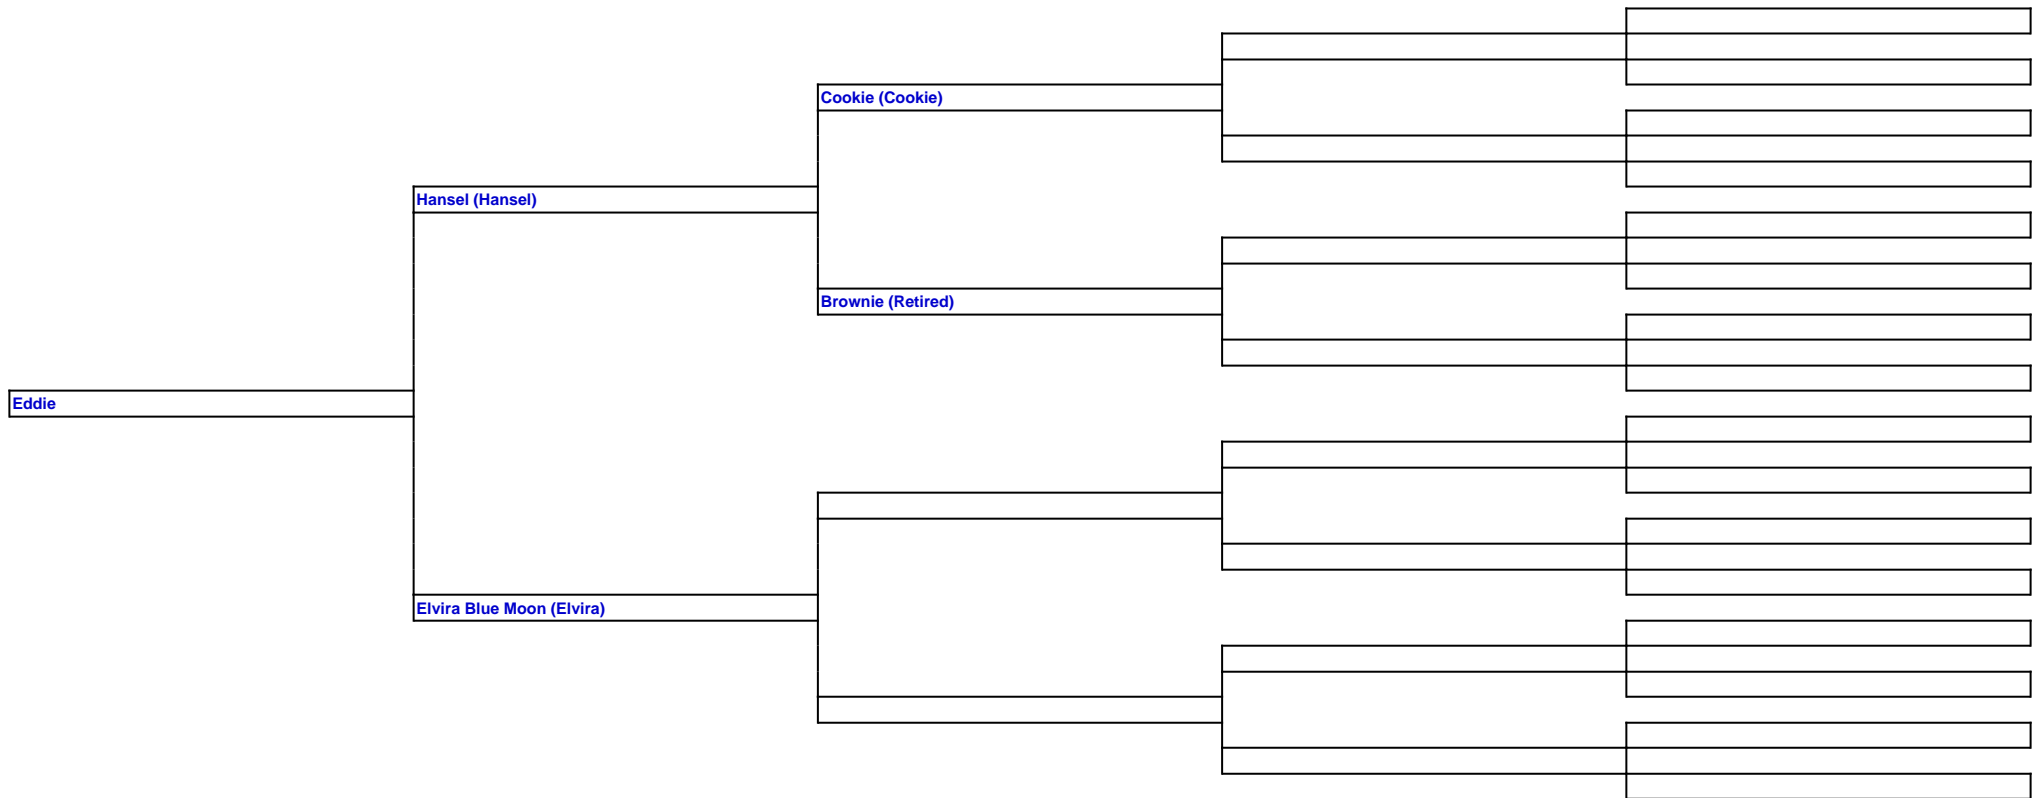 Cookie (Cookie)
Hansel (Hansel)
Brownie (Retired)
Eddie
Elvira Blue Moon (Elvira)